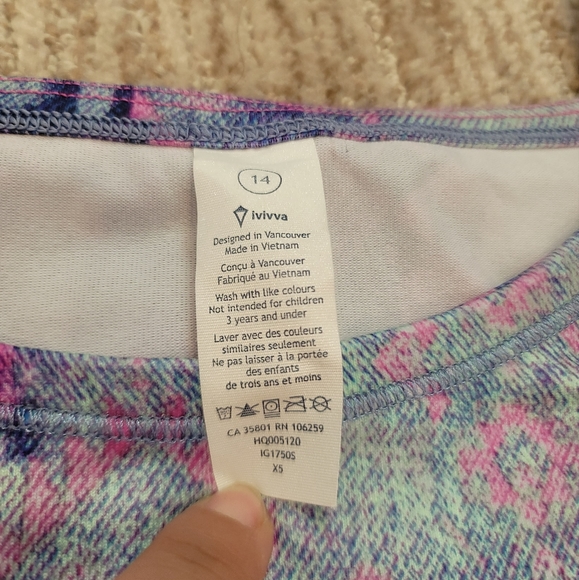 14
ivivva
Designed in Vancouver
Made in Vietnam
Conçu à Vancouver
Fabriqué au Vietnam
Wash with like colours
Not intended for children
3 years and under
Laver avec des couleurs
similaires seulement
Ne pas laisser à la portée
des enfants
de trois ans et moins
CA 35801 RN 106259
HQ005120
IG1750S
X5